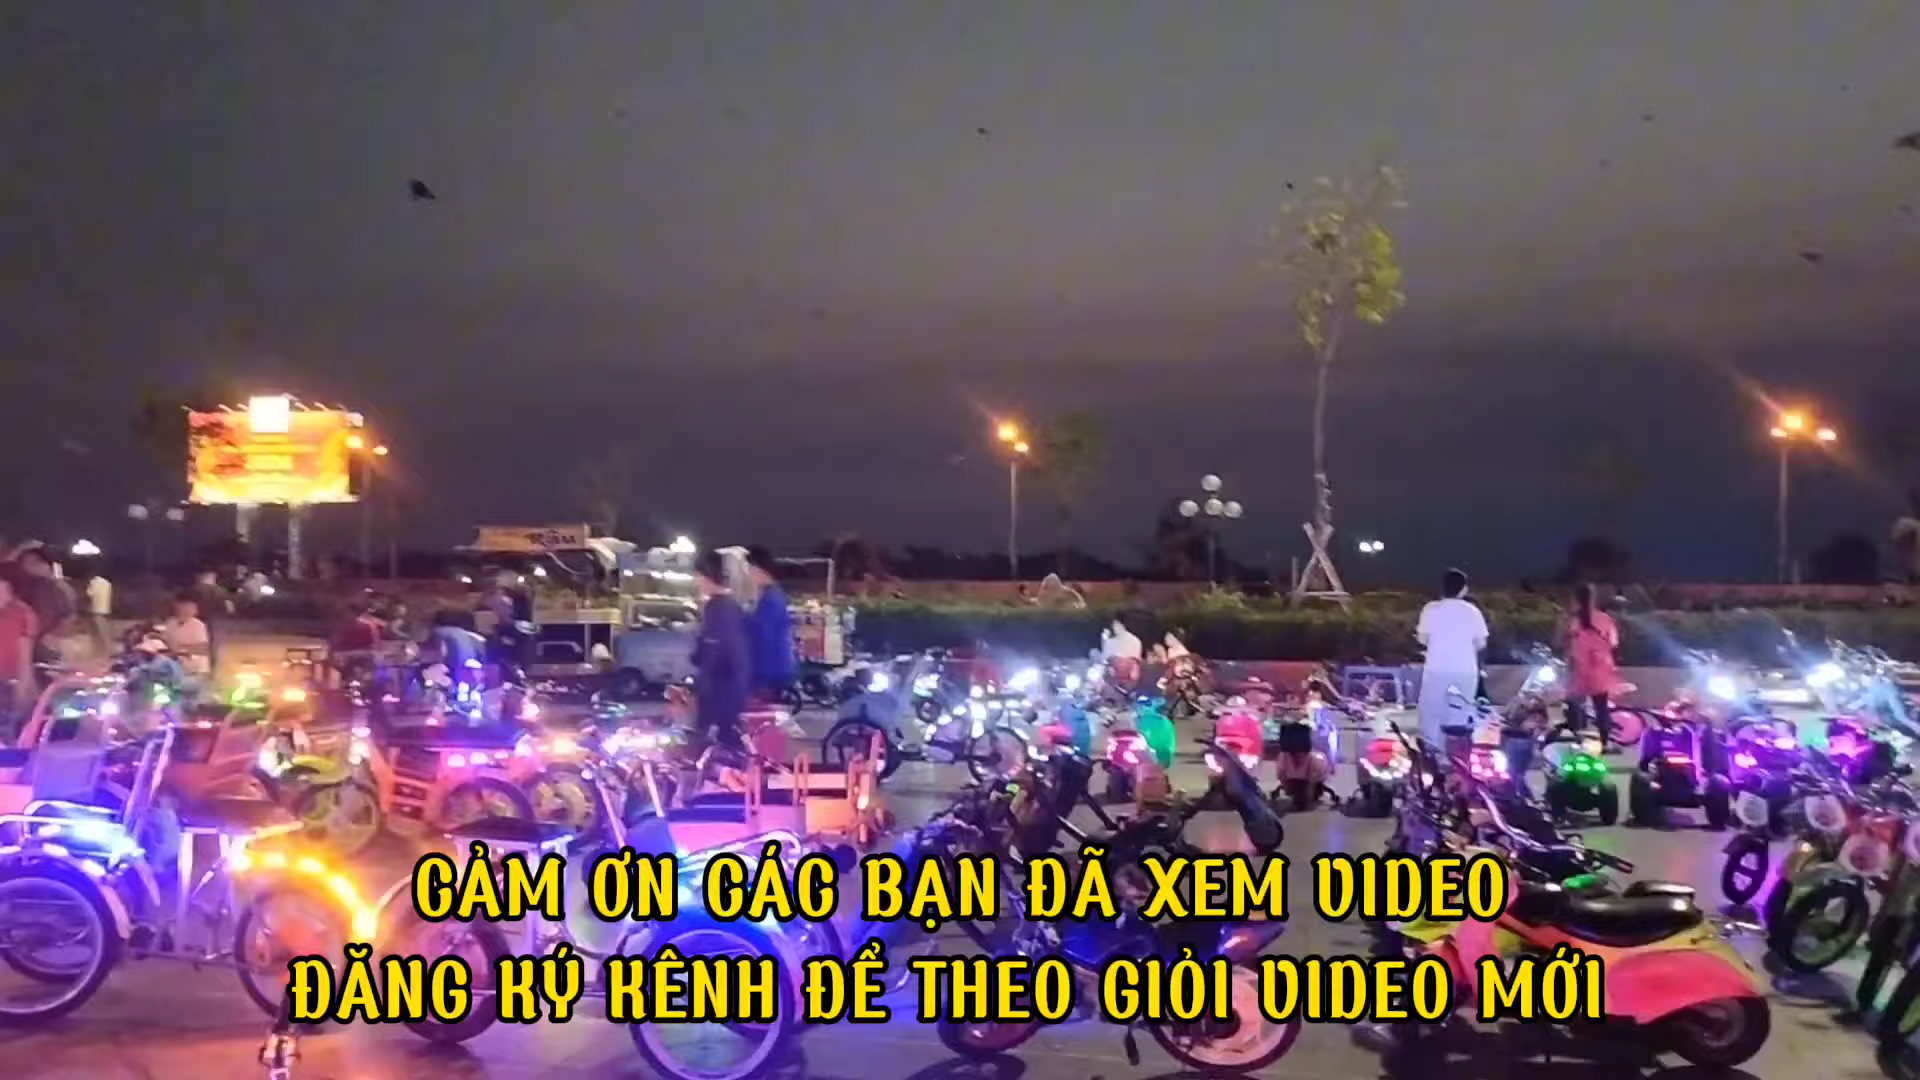 CẢM ƠN CÁC BẠN ĐÃ XEM VIDEO
ĐĂNG KÝ KÊNH ĐỂ THEO GIỎI VIDEO MỚI